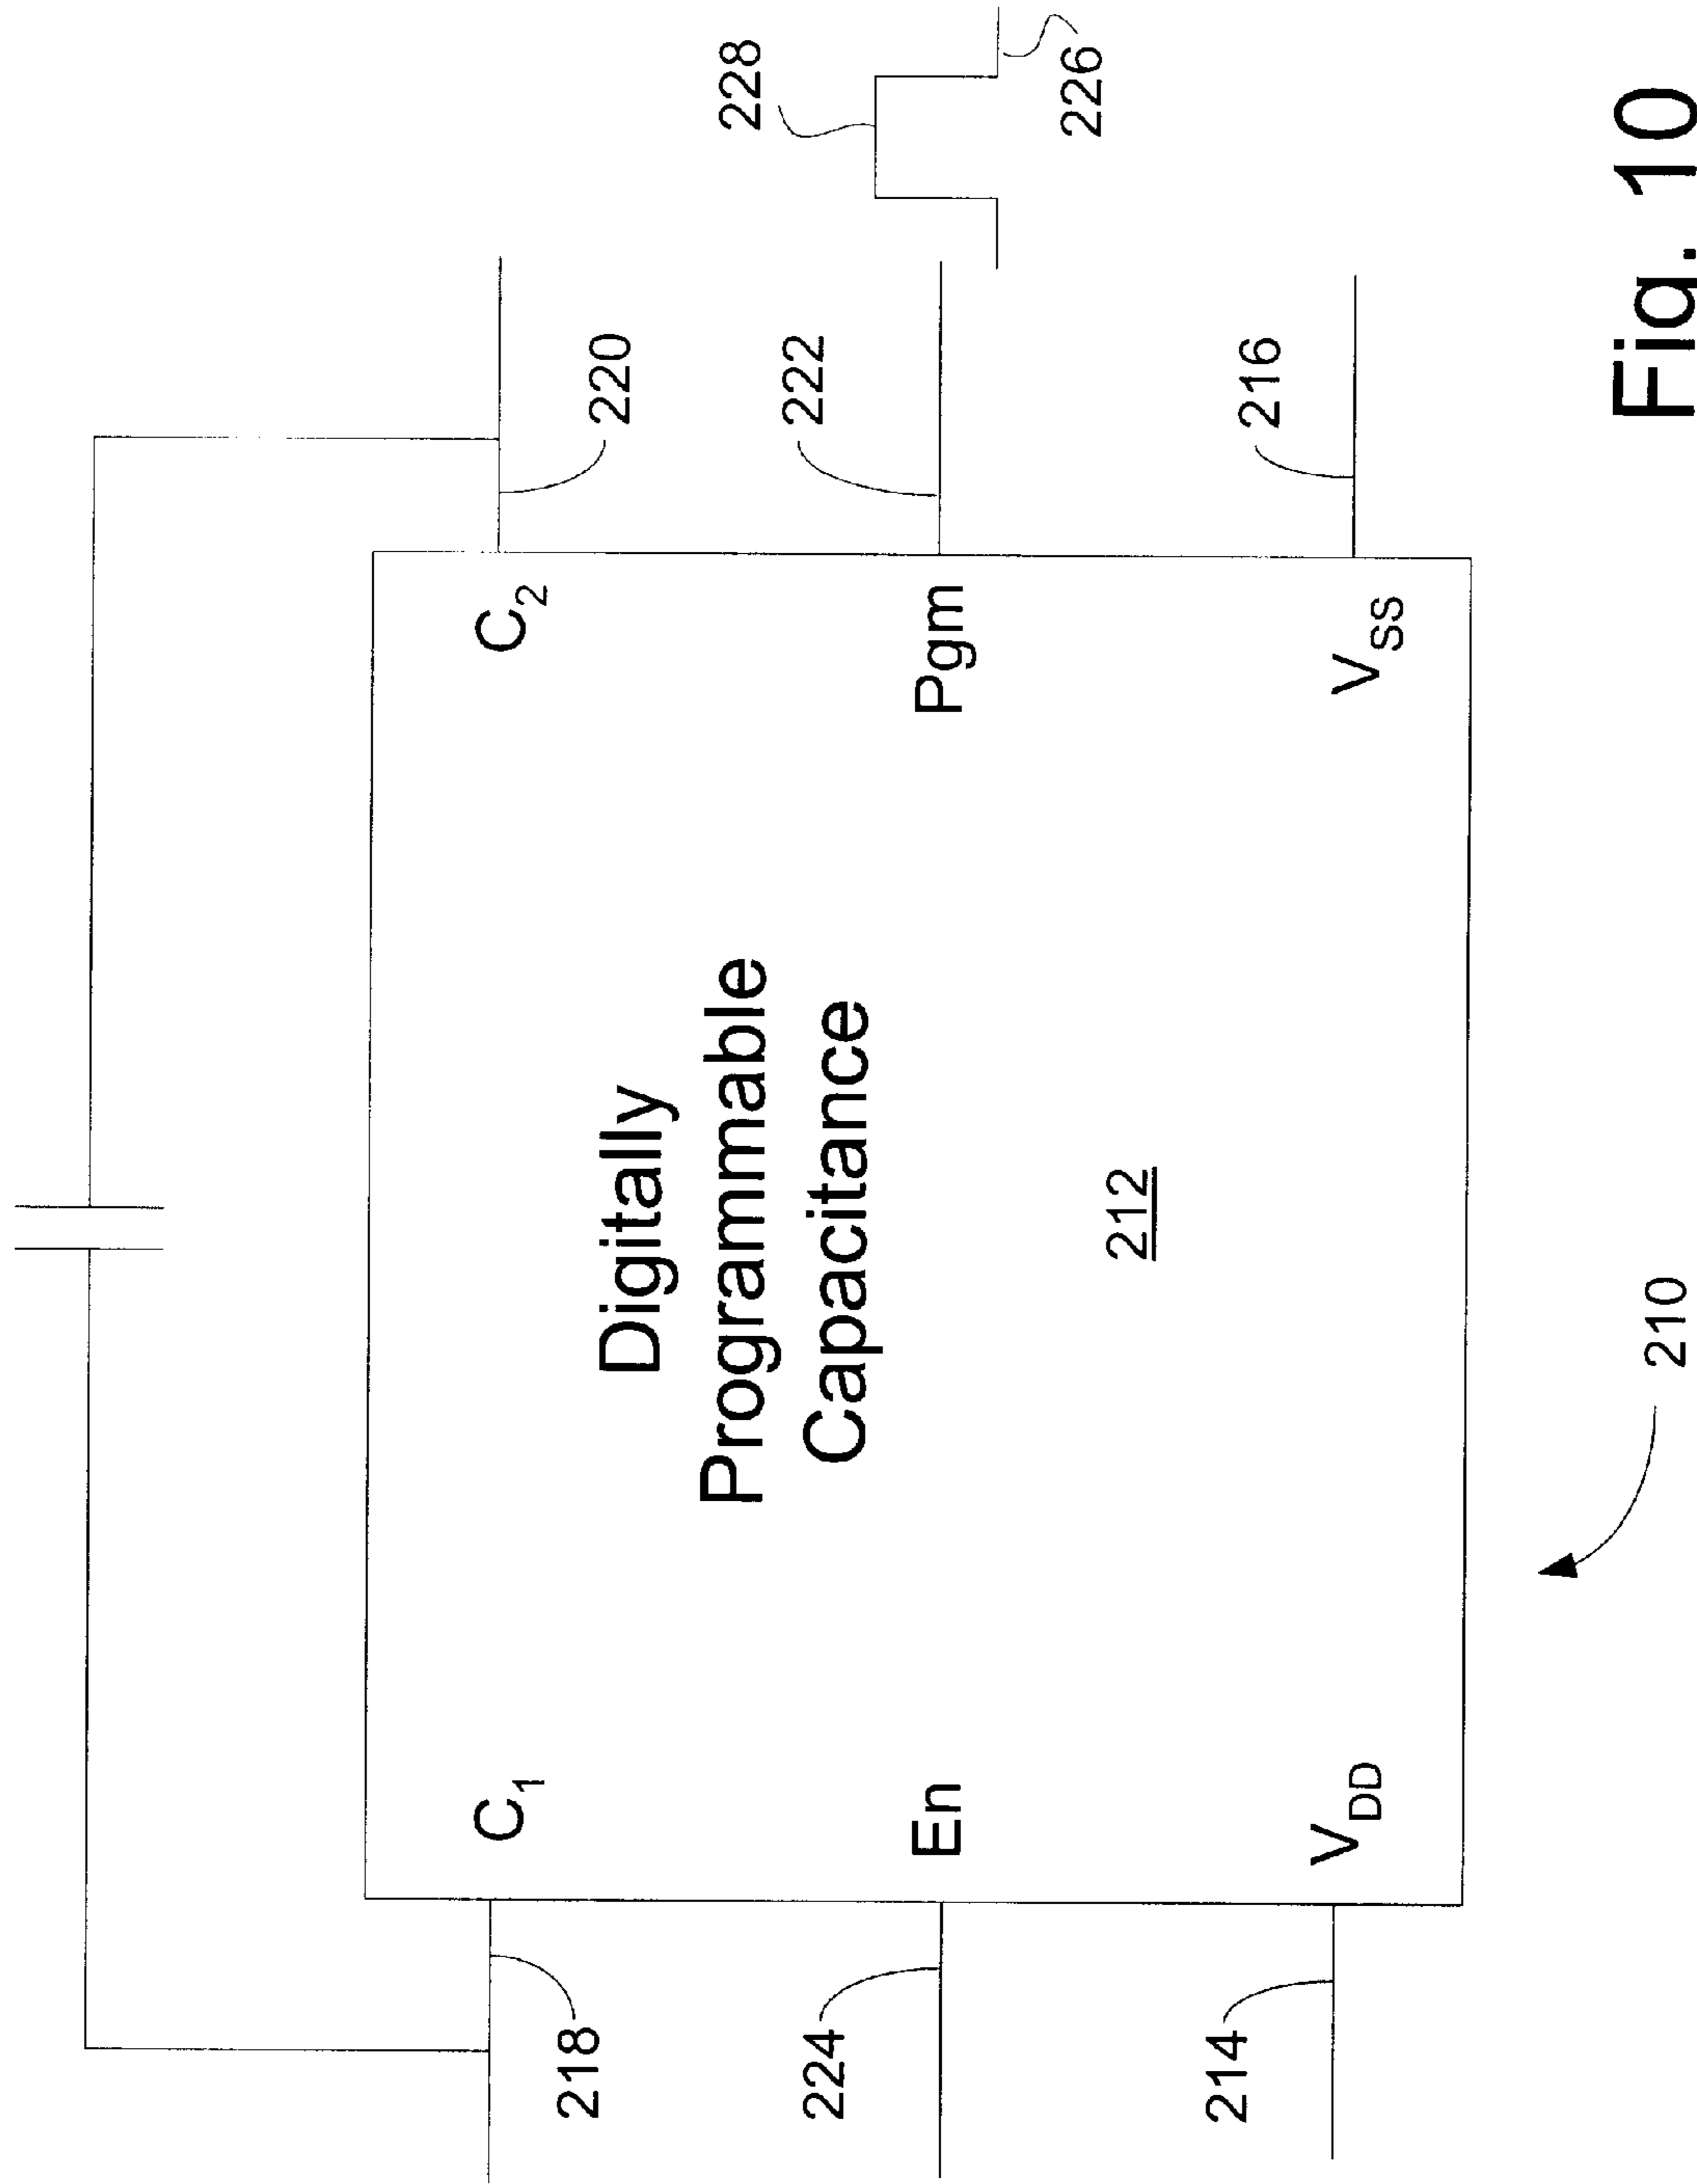 C1
C2
218
220
228
Digitally
Programmable
Capacitance
En
Pgm
224
222
226
212
VDD
VSS
214
216
210
Fig. 10